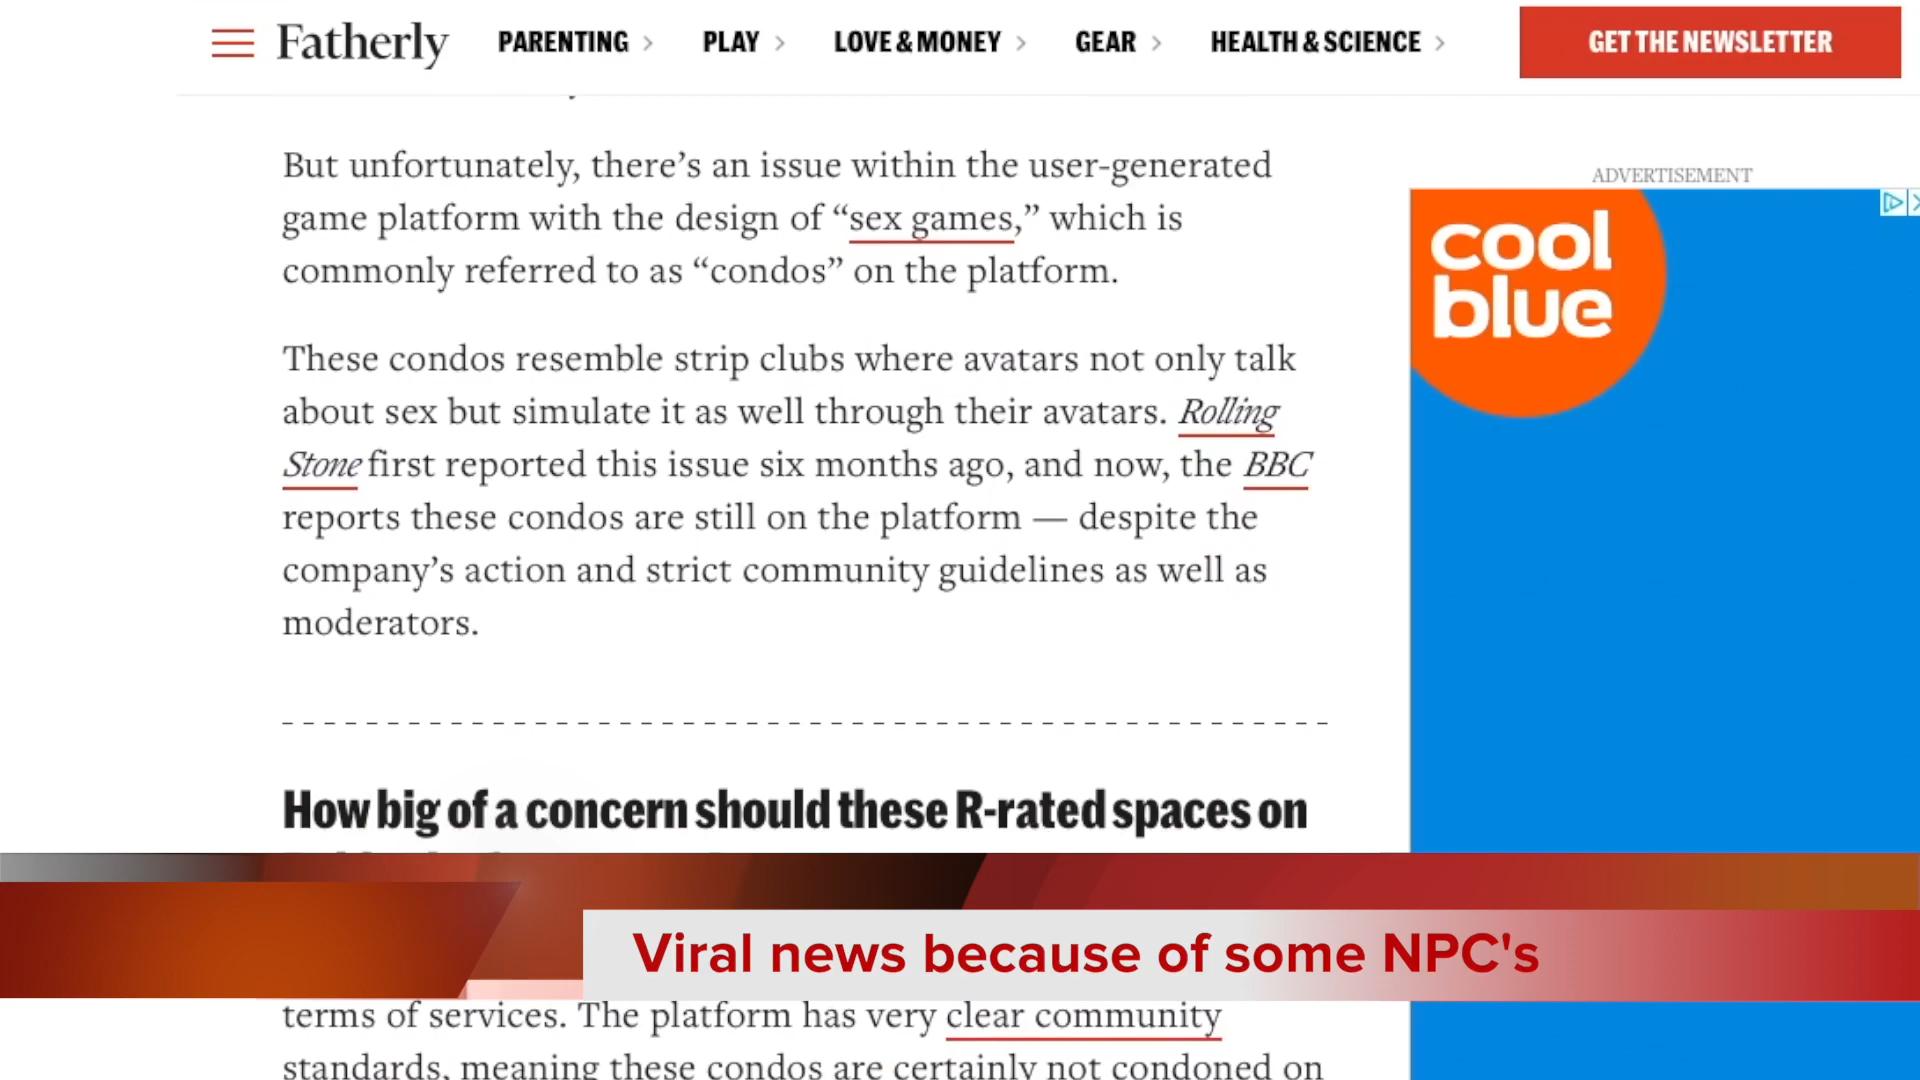 Fatherly
PARENTING
PLAY
LOVE & MONEY
GEAR
HEALTH & SCIENCE
GET THE NEWSLETTER
But unfortunately, there’s an issue within the user-generated
game platform with the design of “sex games,” which is
commonly referred to as “condos” on the platform.
These condos resemble strip clubs where avatars not only talk
about sex but simulate it as well through their avatars. Rolling
Stone first reported this issue six months ago, and now, the BBC
reports these condos are still on the platform — despite the
company’s action and strict community guidelines as well as
moderators.
ADVERTISEMENT
cool
blue
How big of a concern should these R-rated spaces on
Viral news because of some NPC's
terms of services. The platform has very clear community
standards, meaning these condos are certainly not condoned on